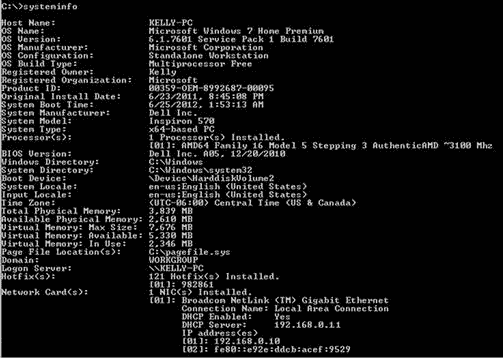 C:\>systeminfo
Host Name: KELLY-PC
OS Name: Microsoft Windows 7 Home Premium
OS Version: 6.1.7601 Service Pack 1 Build 7601
OS Manufacturer: Microsoft Corporation
OS Configuration: Standalone Workstation
OS Build Type: Multiprocessor Free
Registered Owner: Kelly
Registered Organization: Microsoft
Product ID: 00359-OEM-8992687-00095
Original Install Date: 6/23/2011, 8:45:08 PM
System Boot Time: 6/25/2012, 1:53:13 AM
System Manufacturer: Dell Inc.
System Model: Inspiron 570
System Type: x64-based PC
Processor(s): 1 Processor(s) Installed.
[01]: AMD64 Family 16 Model 5 Stepping 3 AuthenticAMD ~3100 Mhz
BIOS Version: Dell Inc. A05, 12/20/2010
Windows Directory: C:\Windows
System Directory: C:\Windows\system32
Boot Device: \Device\HarddiskVolume2
System Locale: en-us;English (United States)
Input Locale: en-us;English (United States)
Time Zone: (UTC-06:00) Central Time (US & Canada)
Total Physical Memory: 3,839 MB
Available Physical Memory: 2,610 MB
Virtual Memory: Max Size: 7,676 MB
Virtual Memory: Available: 5,330 MB
Virtual Memory: In Use: 2,346 MB
Page File Location(s): C:\pagefile.sys
Domain: WORKGROUP
Logon Server: \\KELLY-PC
Hotfix(s): 121 Hotfix(s) Installed.
[01]: 982861
Network Card(s): 1 NIC(s) Installed.
[01]: Broadcom NetLink (TM) Gigabit Ethernet
Connection Name: Local Area Connection
DHCP Enabled: Yes
DHCP Server: 192.168.0.11
IP address(es)
[01]: 192.168.0.10
[02]: fe80::e92e:ddcb:acef:9529